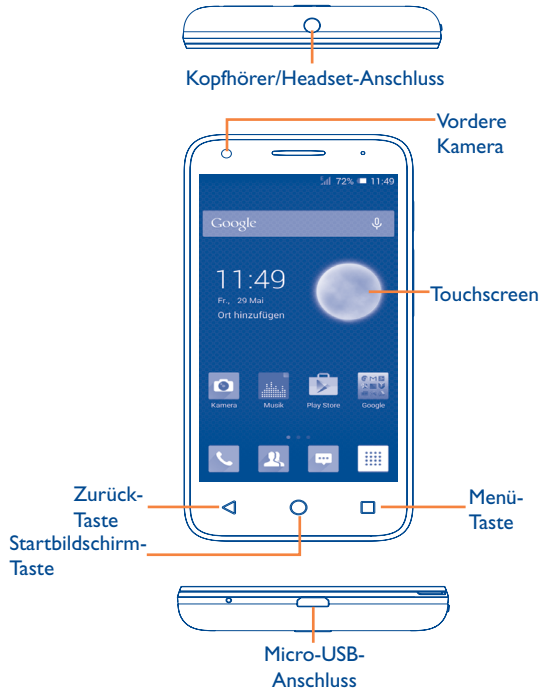 Kopfhörer/Headset-Anschluss
Vordere
Kamera
72% 11:49
Google
11:49
Fr., 29 Mai
Ort hinzufügen
Touchscreen
Kamera Musik Play Store Google
Zurück-
Taste
Menü-
Taste
Startbildschirm-
Taste
Micro-USB-
Anschluss